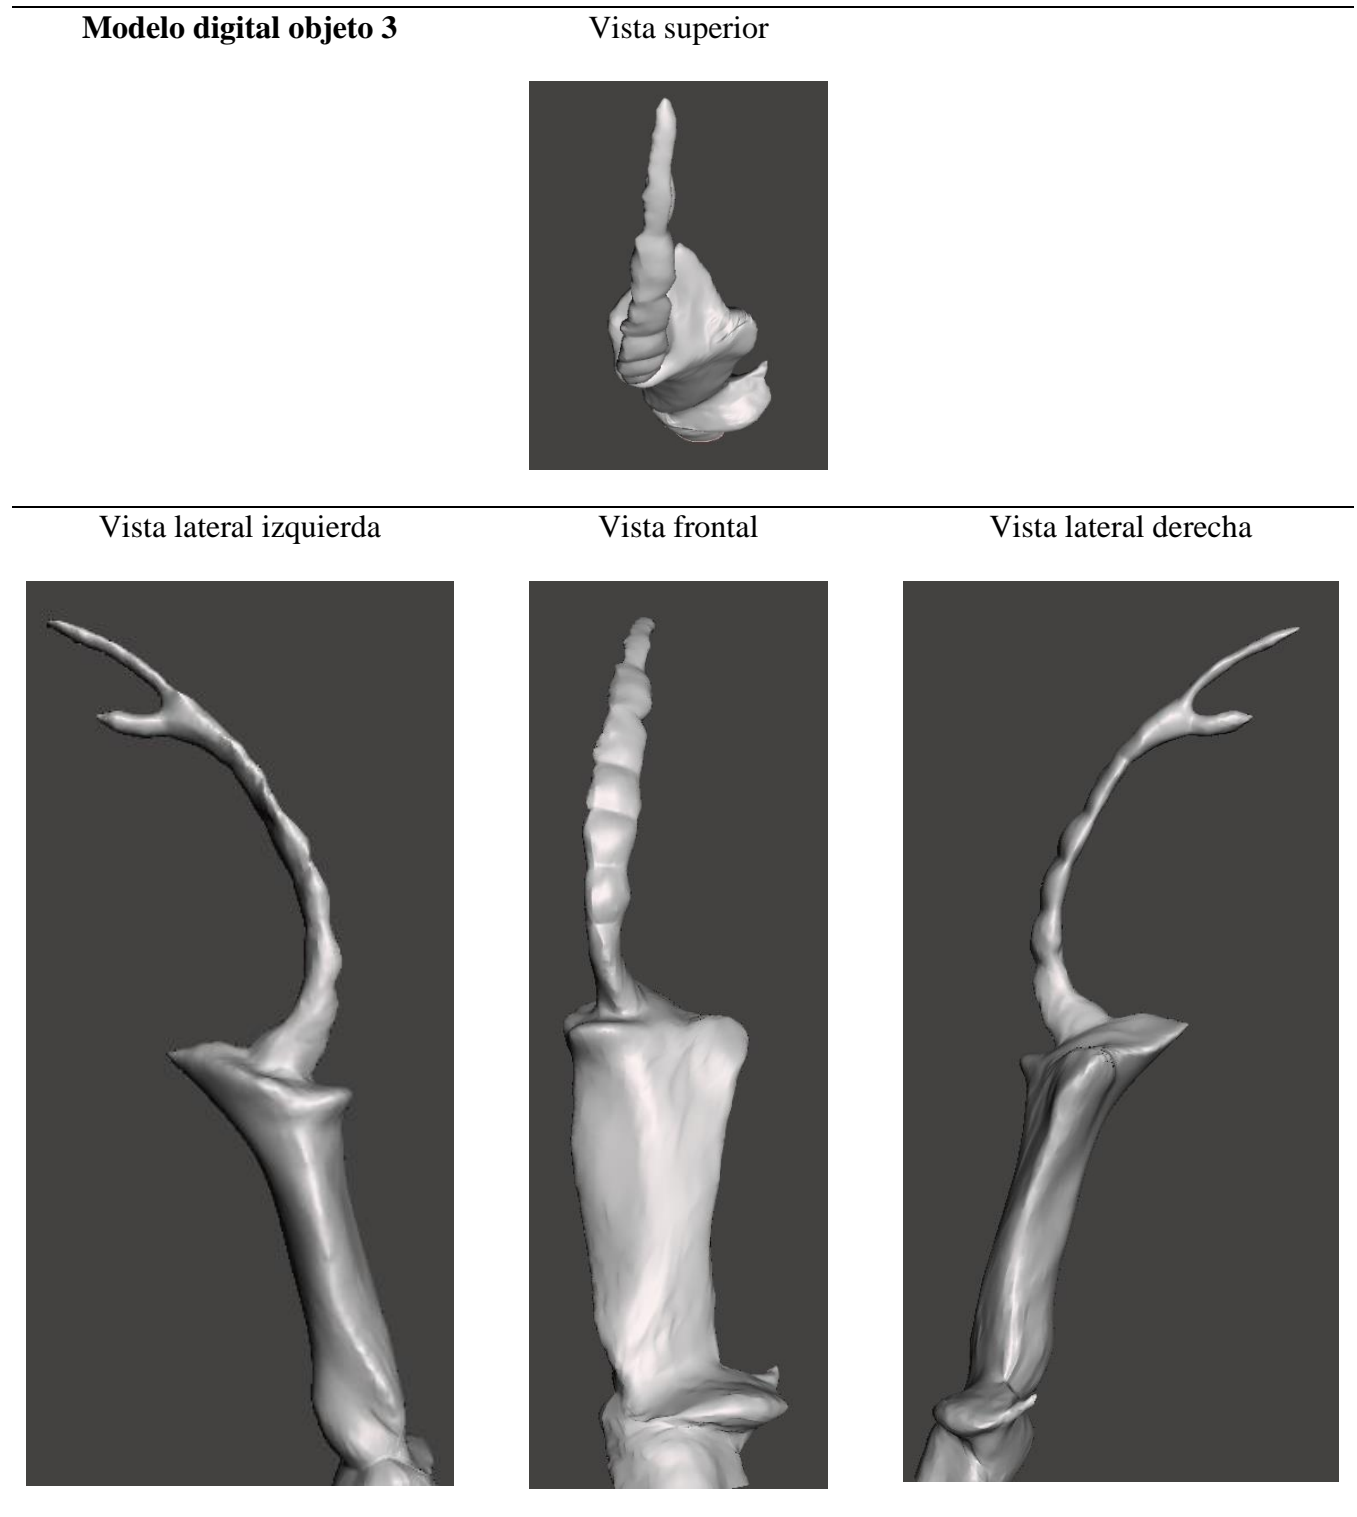 Modelo digital objeto 3
Vista superior
Vista lateral izquierda
Vista frontal
Vista lateral derecha